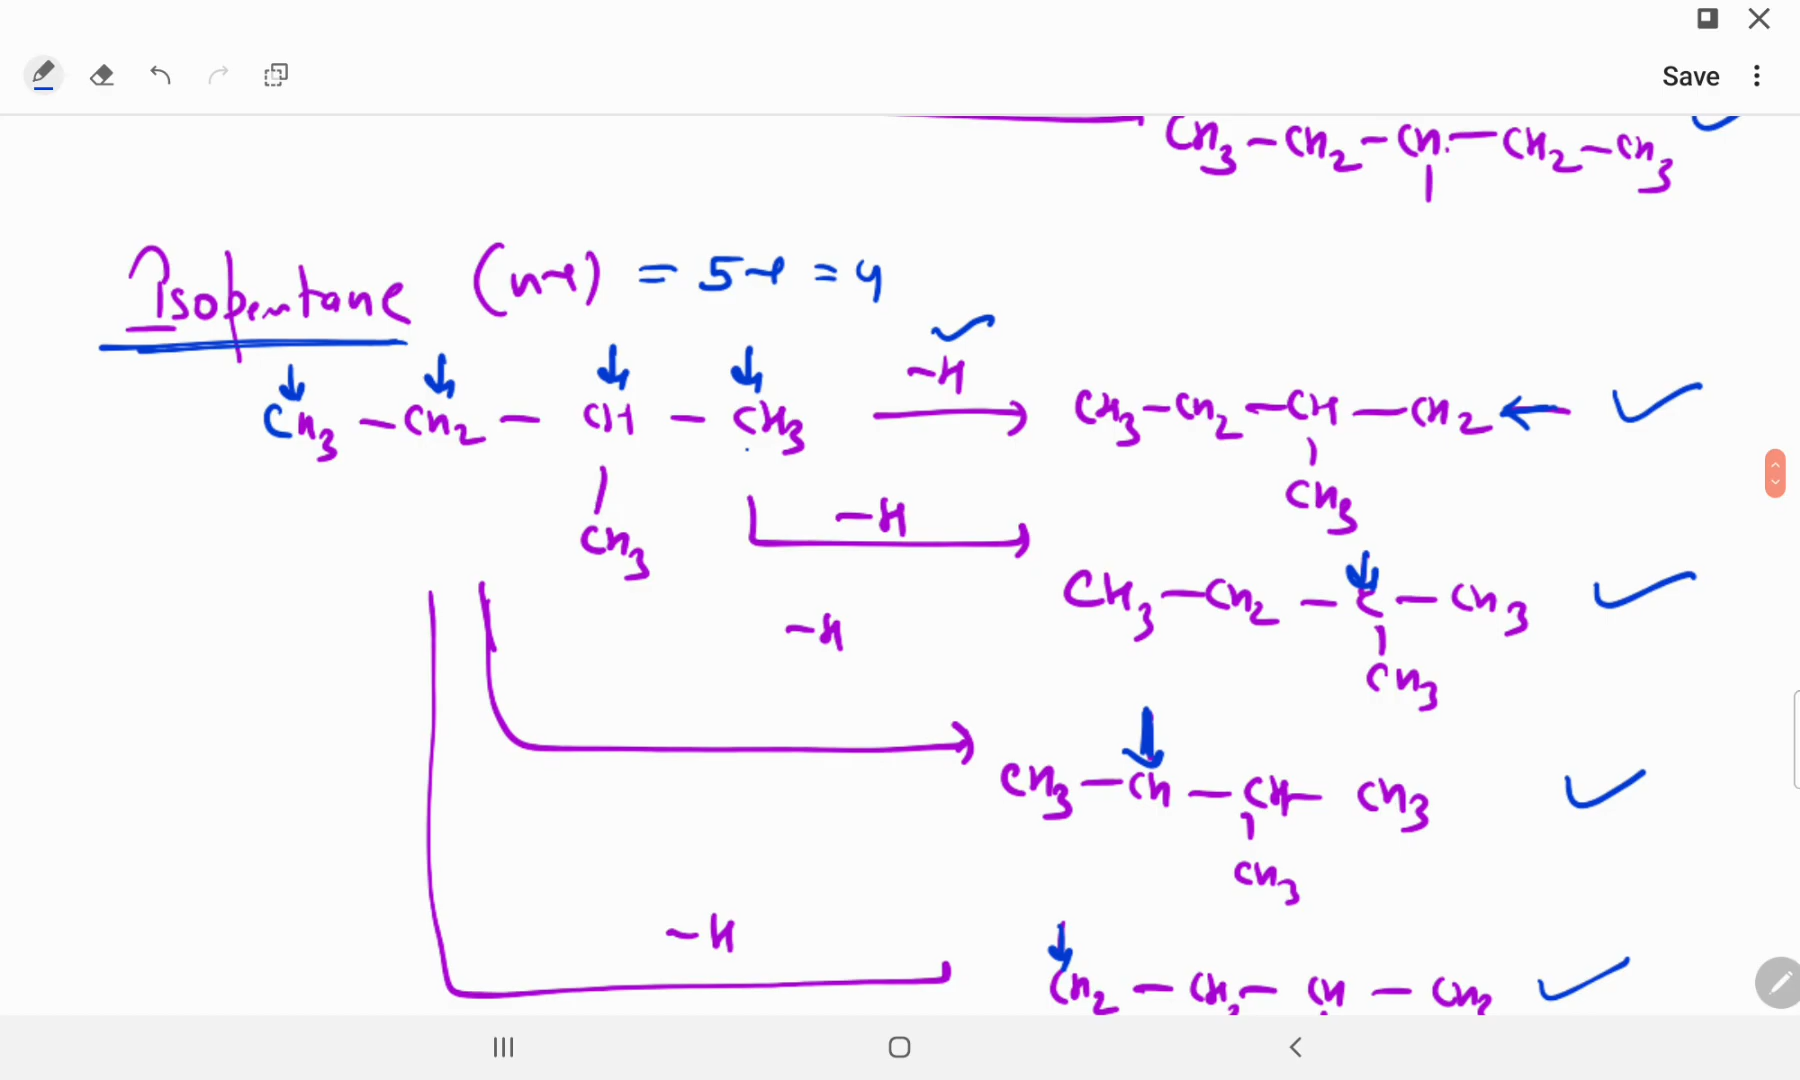 Save
CH3 - CH2 - CH - CH2 - CH3
Isopentane (n-1) = 5-1 = 4
CH3 - CH2 - CH - CH3 -H CH3 - CH2 - CH - CH2
CH3
CH3
-H
CH3 - CH2 - C - CH3
CH3
-H
CH3 - CH - CH - CH3
CH3
-H
CH2 - CH2 - CH - CH3